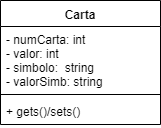 Carta
- numCarta: int
- valor: int
- simbolo: string
- valorSimb: string
+ gets()/sets()